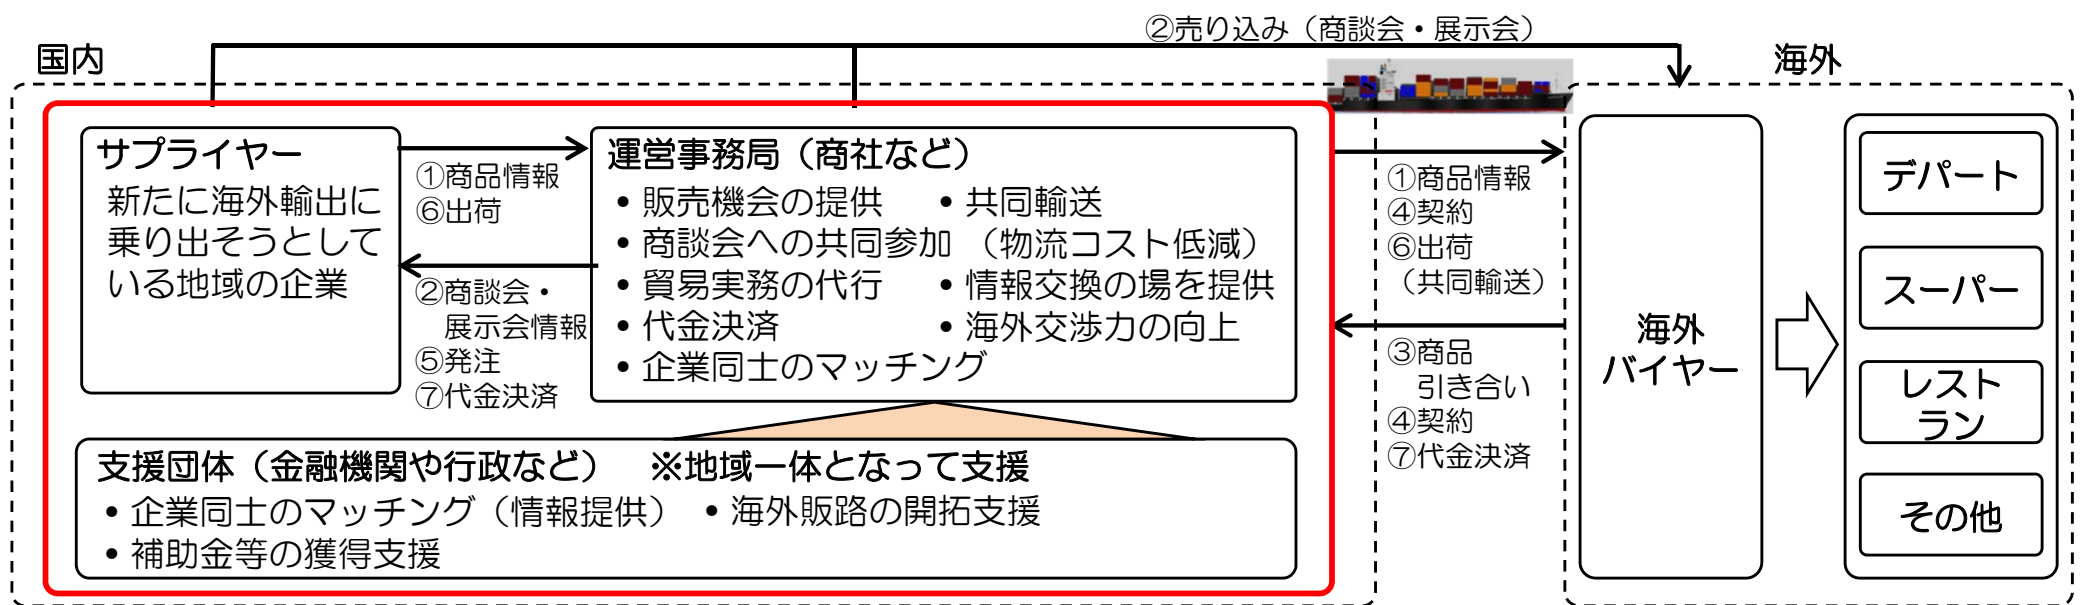 ②売り込み（商談会・展示会）
国内
海外
サプライヤー
新たに海外輸出に
乗り出そうとして
いる地域の企業
①商品情報
⑥出荷
②商談会・
展示会情報
⑤発注
⑦代金決済
運営事務局（商社など）
• 販売機会の提供
• 商談会への共同参加
• 貿易実務の代行
• 代金決済
• 企業同士のマッチング
• 共同輸送
（物流コスト低減）
• 情報交換の場を提供
• 海外交渉力の向上
支援団体（金融機関や行政など）　※地域一体となって支援
• 企業同士のマッチング（情報提供）　• 海外販路の開拓支援
• 補助金等の獲得支援
①商品情報
④契約
⑥出荷
（共同輸送）
③商品
引き合い
④契約
⑦代金決済
海外
バイヤー
デパート
スーパー
レスト
ラン
その他